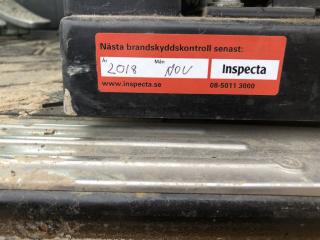 Nästa brandskyddskontroll senast:
År Mån
2018 NOV Inspecta
www.inspecta.se 08-5011 3000